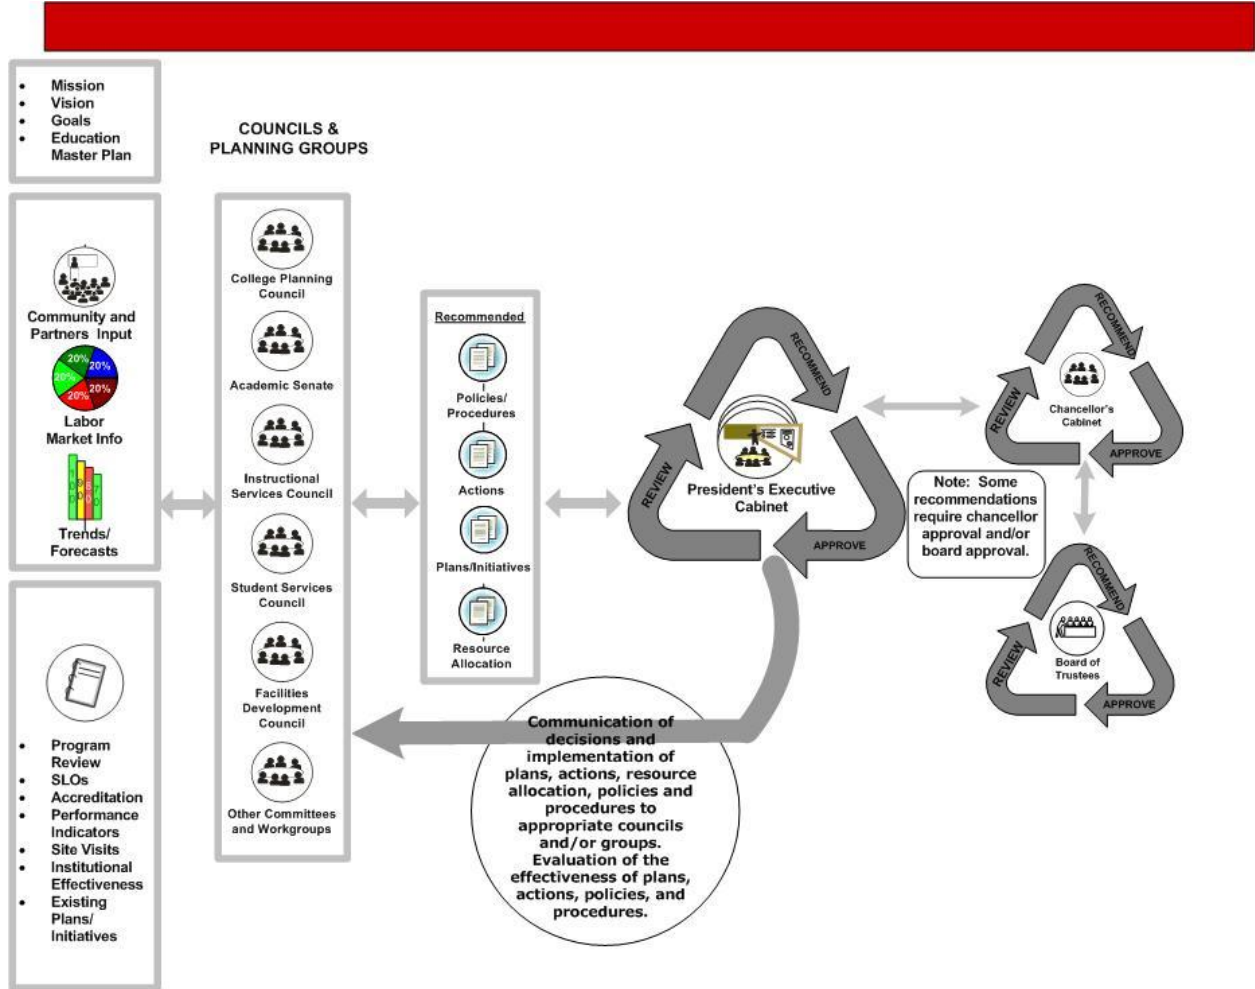 Mission
Vision
Goals
Education
Master Plan
Community and
Partners Input
20%
20%
20%
20%
20%
Labor
Market Info
Trends/
Forecasts
Program
Review
SLOs
Accreditation
Performance
Indicators
Site Visits
Institutional
Effectiveness
Existing
Plans/
Initiatives
COUNCILS &
PLANNING GROUPS
College Planning
Council
Academic Senate
Instructional
Services Council
Student Services
Council
Facilities
Development
Council
Other Committees
and Workgroups
Recommended
Policies/
Procedures
Actions
Plans/Initiatives
Resource
Allocation
RECOMMEND
REVIEW
APPROVE
President's Executive
Cabinet
Communication of
decisions and
implementation of
plans, actions, resource
allocation, policies and
procedures to
appropriate councils
and/or groups.
Evaluation of the
effectiveness of plans,
actions, policies, and
procedures.
RECOMMEND
REVIEW
APPROVE
Chancellor's
Cabinet
Note: Some
recommendations
require chancellor
approval and/or
board approval.
RECOMMEND
REVIEW
APPROVE
Board of
Trustees